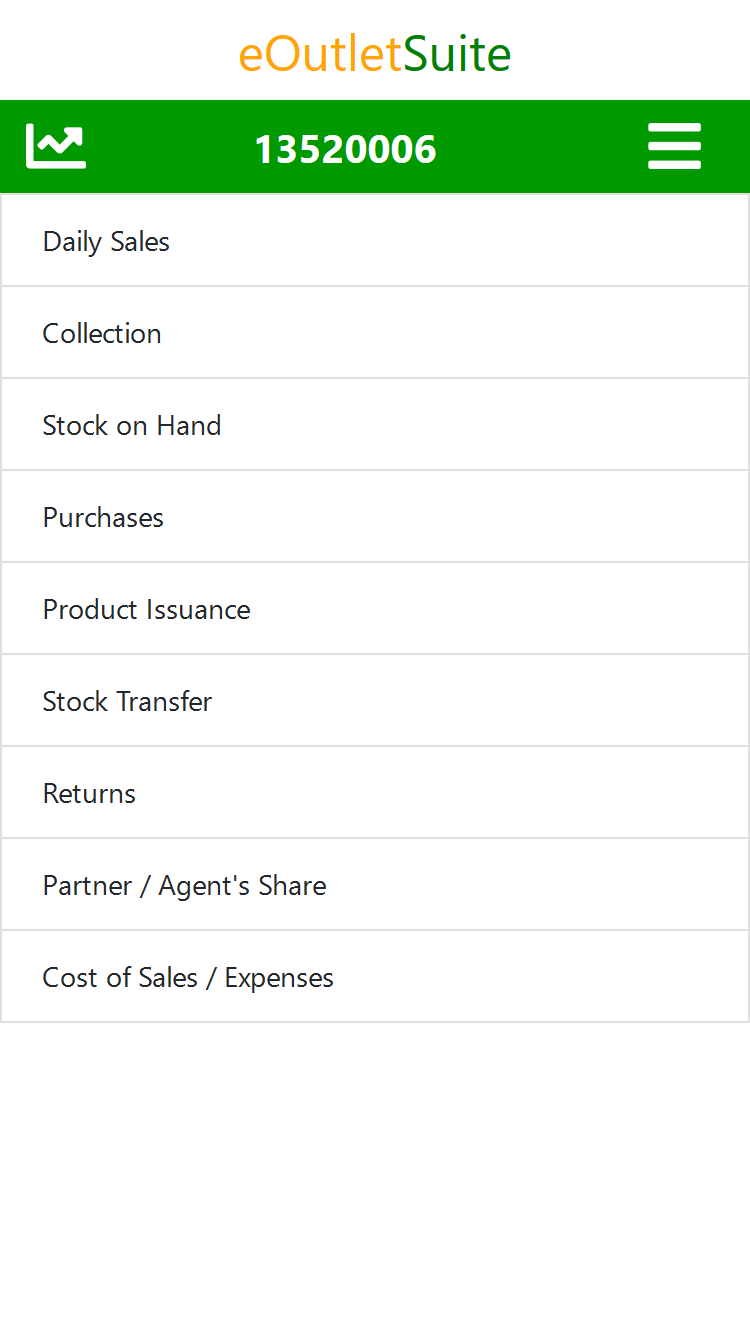 eOutletSuite
13520006
Daily Sales
Collection
Stock on Hand
Purchases
Product Issuance
Stock Transfer
Returns
Partner / Agent's Share
Cost of Sales / Expenses